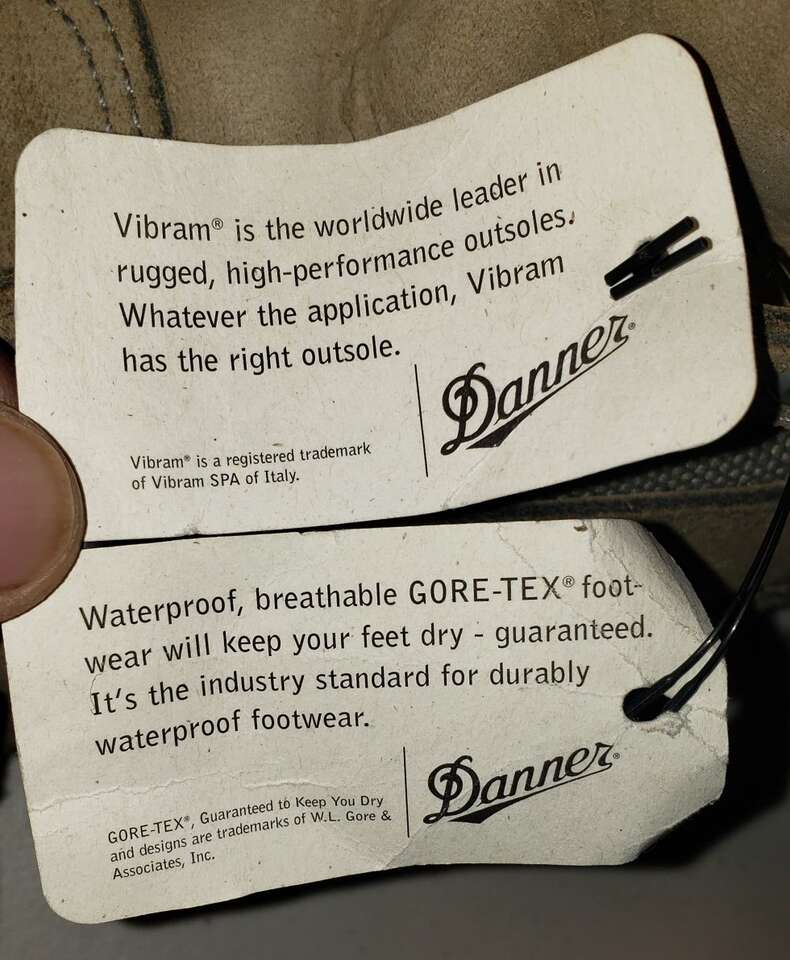 Vibram® is the worldwide leader in
rugged, high-performance outsoles.
Whatever the application, Vibram
has the right outsole.
Vibram® is a registered trademark
of Vibram SPA of Italy.
Danner®
Waterproof, breathable GORE-TEX® foot-
wear will keep your feet dry - guaranteed.
It's the industry standard for durably
waterproof footwear.
GORE-TEX®, Guaranteed to Keep You Dry
and designs are trademarks of W.L. Gore &
Associates, Inc.
Danner®